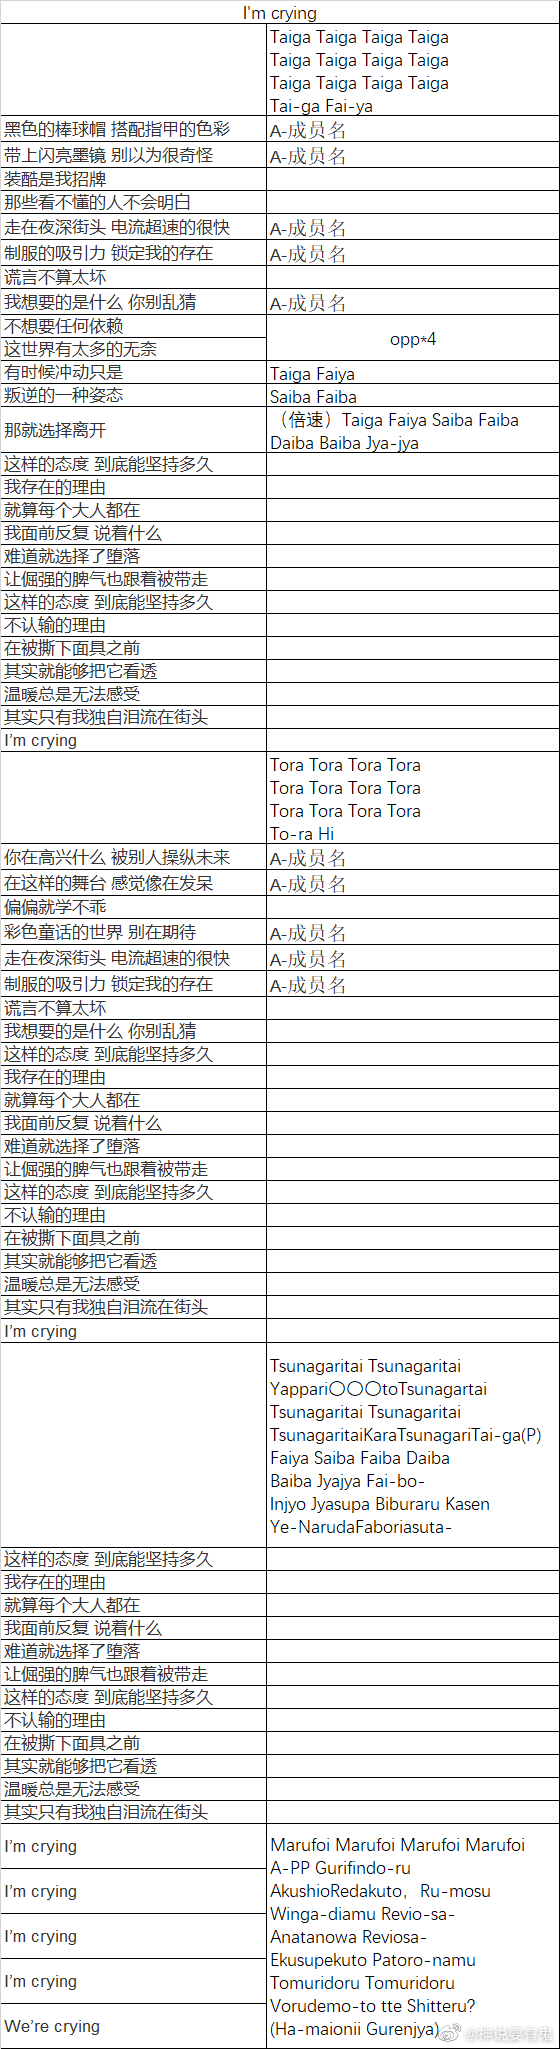 I'm crying
Taiga Taiga Taiga Taiga
Taiga Taiga Taiga Taiga
Taiga Taiga Taiga Taiga
Tai-ga Fai-ya
黑色的棒球帽 搭配指甲的色彩
A-成员名
带上闪亮墨镜 别以为很奇怪
A-成员名
装酷是我招牌
那些看不懂的人不会明白
走在夜深街头 电流超速的很快
A-成员名
制服的吸引力 锁定我的存在
A-成员名
谎言不算太坏
我想要的是什么 你别乱猜
A-成员名
不想要任何依赖
opp*4
这世界有太多的无奈
有时候冲动只是
Taiga Faiya
叛逆的一种姿态
Saiba Faiba
那就选择离开
（倍速）Taiga Faiya Saiba Faiba
Daiba Baiba Jya-jya
这样的态度 到底能坚持多久
我存在的理由
就算每个大人都在
我面前反复 说着什么
难道就选择了堕落
让倔强的脾气也跟着被带走
这样的态度 到底能坚持多久
不认输的理由
在被撕下面具之前
其实就能够把它看透
温暖总是无法感受
其实只有我独自泪流在街头
I'm crying
Tora Tora Tora Tora
Tora Tora Tora Tora
Tora Tora Tora Tora
To-ra Hi
你在高兴什么 被别人操纵未来
A-成员名
在这样的舞台 感觉像在发呆
A-成员名
偏偏就学不乖
彩色童话的世界 别在期待
A-成员名
走在夜深街头 电流超速的很快
A-成员名
制服的吸引力 锁定我的存在
A-成员名
谎言不算太坏
我想要的是什么 你别乱猜
这样的态度 到底能坚持多久
我存在的理由
就算每个大人都在
我面前反复 说着什么
难道就选择了堕落
让倔强的脾气也跟着被带走
这样的态度 到底能坚持多久
不认输的理由
在被撕下面具之前
其实就能够把它看透
温暖总是无法感受
其实只有我独自泪流在街头
I'm crying
Tsunagaritai Tsunagaritai
Yappari〇〇〇toTsunagartai
Tsunagaritai Tsunagaritai
TsunagaritaiKaraTsunagariTai-ga(P)
Faiya Saiba Faiba Daiba
Baiba Jyajya Fai-bo-
Injyo Jyasupa Biburaru Kasen
Ye-NarudaFaboriasuta-
这样的态度 到底能坚持多久
我存在的理由
就算每个大人都在
我面前反复 说着什么
难道就选择了堕落
让倔强的脾气也跟着被带走
这样的态度 到底能坚持多久
不认输的理由
在被撕下面具之前
其实就能够把它看透
温暖总是无法感受
其实只有我独自泪流在街头
I'm crying
I'm crying
I'm crying
I'm crying
We're crying
Marufoi Marufoi Marufoi Marufoi
A-PP Gurifindo-ru
AkushioRedakuto，Ru-mosu
Winga-diamu Revio-sa-
Anatanowa Reviosa-
Ekusupekuto Patoro-namu
Tomuridoru Tomuridoru
Vorudemo-to tte Shitteru?
(Ha-maionii Gurenjya)
@神说要有鬼